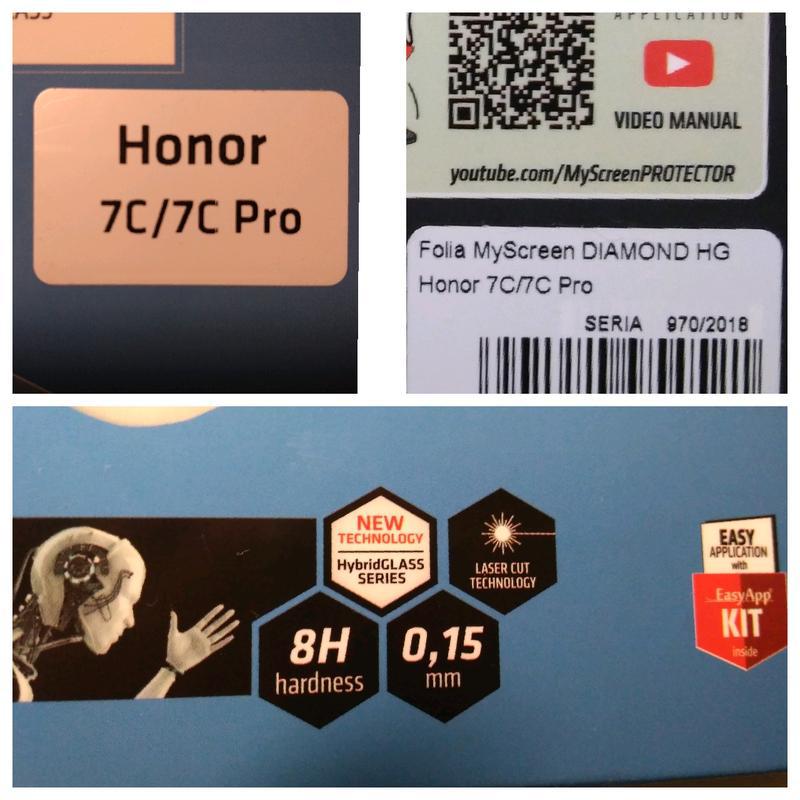 Honor
7C/7C Pro
APPLICATION
VIDEO MANUAL
youtube.com/MyScreenPROTECTOR
Folia MyScreen DIAMOND HG
Honor 7C/7C Pro
SERIA 970/2018
NEW
TECHNOLOGY
HybridGLASS
SERIES
LASER CUT
TECHNOLOGY
8H
hardness
0,15
mm
EASY
APPLICATION
with
EasyApp
KIT
inside